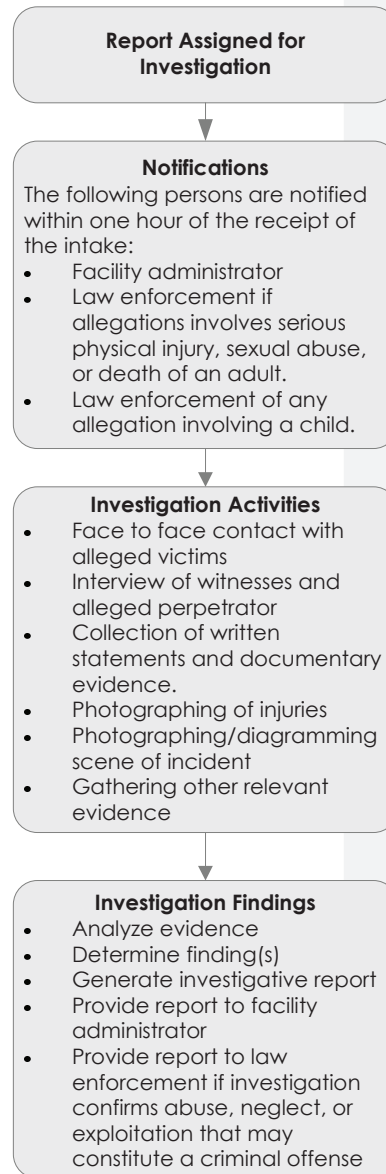 Report Assigned for
Investigation
Notifications
The following persons are notified
within one hour of the receipt of
the intake:
• Facility administrator
• Law enforcement if
allegations involves serious
physical injury, sexual abuse,
or death of an adult.
• Law enforcement of any
allegation involving a child.
Investigation Activities
• Face to face contact with
alleged victims
• Interview of witnesses and
alleged perpetrator
• Collection of written
statements and documentary
evidence.
• Photographing of injuries
• Photographing/diagramming
scene of incident
• Gathering other relevant
evidence
Investigation Findings
• Analyze evidence
• Determine finding(s)
• Generate investigative report
• Provide report to facility
administrator
• Provide report to law
enforcement if investigation
confirms abuse, neglect, or
exploitation that may
constitute a criminal offense